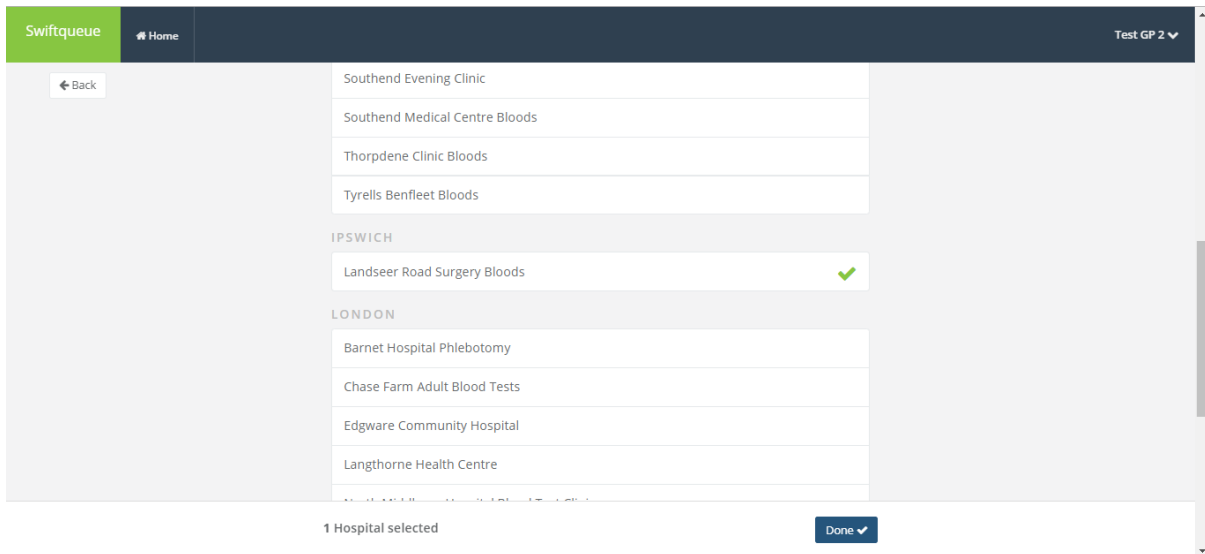 Swiftqueue
Home
Test GP 2
Back
Southend Evening Clinic
Southend Medical Centre Bloods
Thorpdene Clinic Bloods
Tyrells Benfleet Bloods
IPSWICH
Landseer Road Surgery Bloods
LONDON
Barnet Hospital Phlebotomy
Chase Farm Adult Blood Tests
Edgware Community Hospital
Langthorne Health Centre
1 Hospital selected
Done